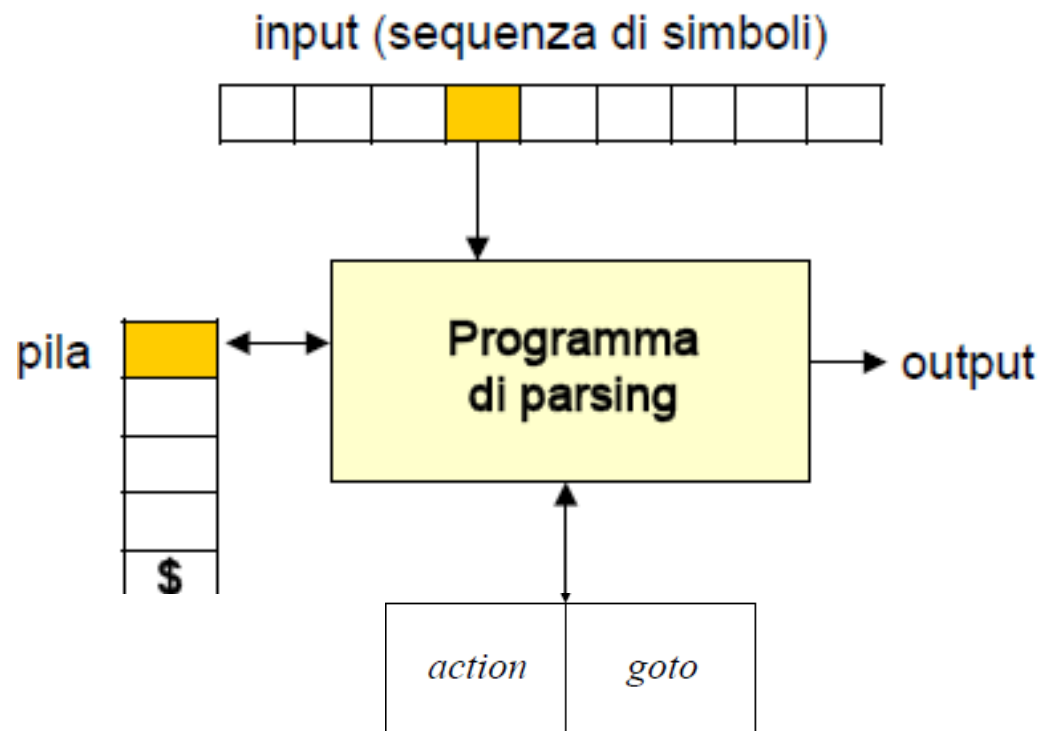 input (sequenza di simboli)
pila
Programma
di parsing
output
$
action
goto